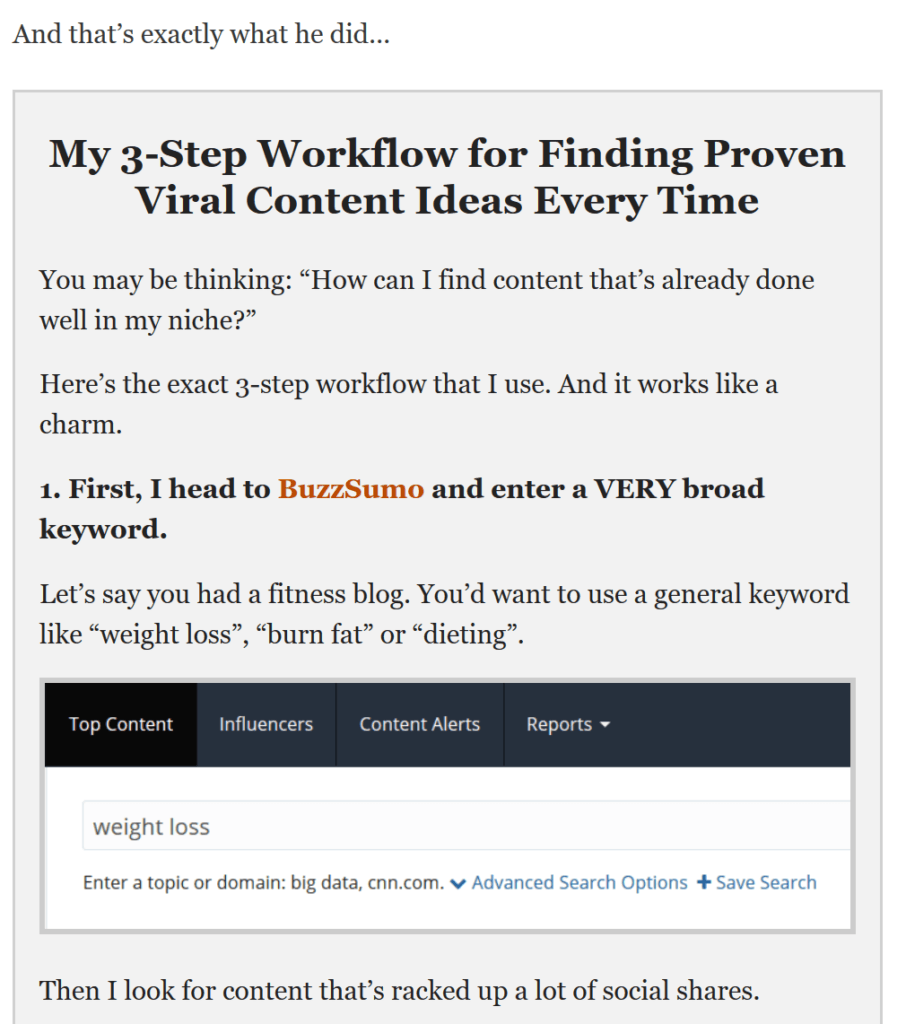 And that’s exactly what he did...
My 3-Step Workflow for Finding Proven
Viral Content Ideas Every Time
You may be thinking: “How can I find content that’s already done
well in my niche?”
Here’s the exact 3-step workflow that I use. And it works like a
charm.
1. First, I head to BuzzSumo and enter a VERY broad
keyword.
Let’s say you had a fitness blog. You’d want to use a general keyword
like “weight loss”, “burn fat” or “dieting”.
Top Content Influencers Content Alerts Reports
weight loss
Enter a topic or domain: big data, cnn.com. Advanced Search Options + Save Search
Then I look for content that’s racked up a lot of social shares.